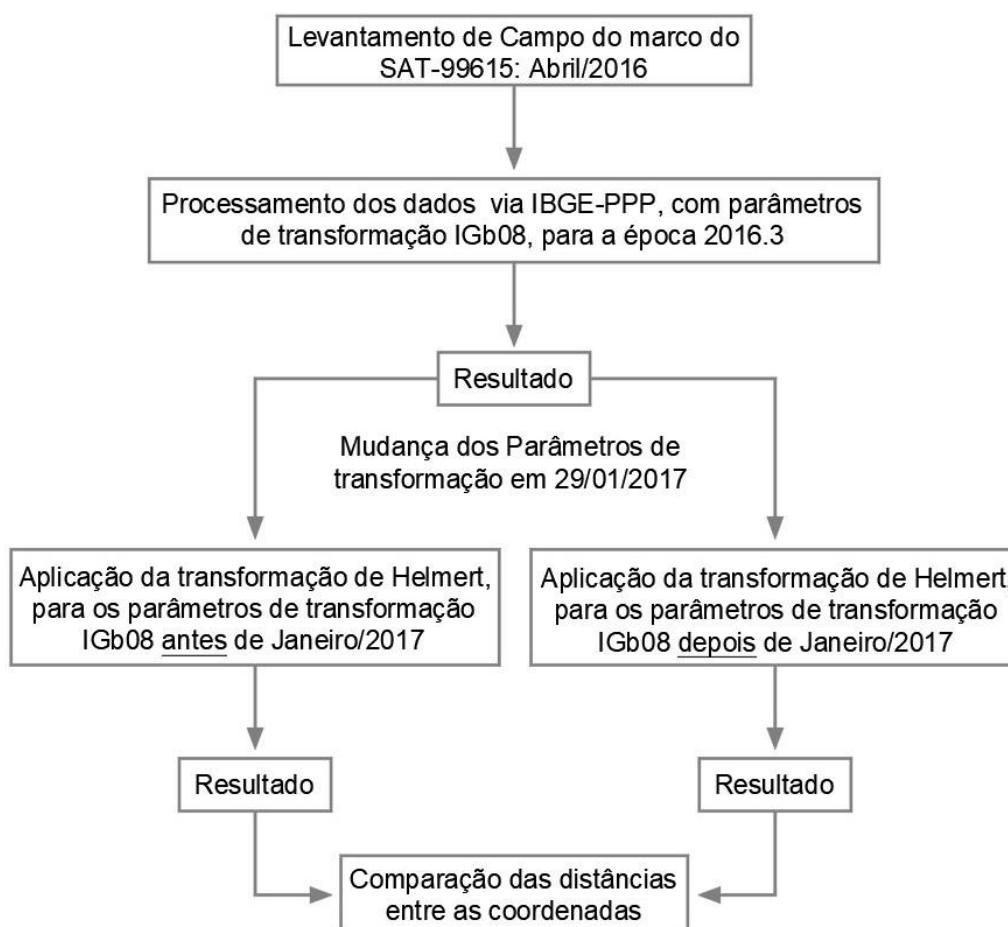 Levantamento de Campo do marco do
SAT-99615: Abril/2016
Processamento dos dados via IBGE-PPP, com parâmetros
de transformação IGb08, para a época 2016.3
Resultado
Mudança dos Parâmetros de
transformação em 29/01/2017
Aplicação da transformação de Helmert,
para os parâmetros de transformação
IGb08 antes de Janeiro/2017
Aplicação da transformação de Helmert,
para os parâmetros de transformação
IGb08 depois de Janeiro/2017
Resultado
Resultado
Comparação das distâncias
entre as coordenadas